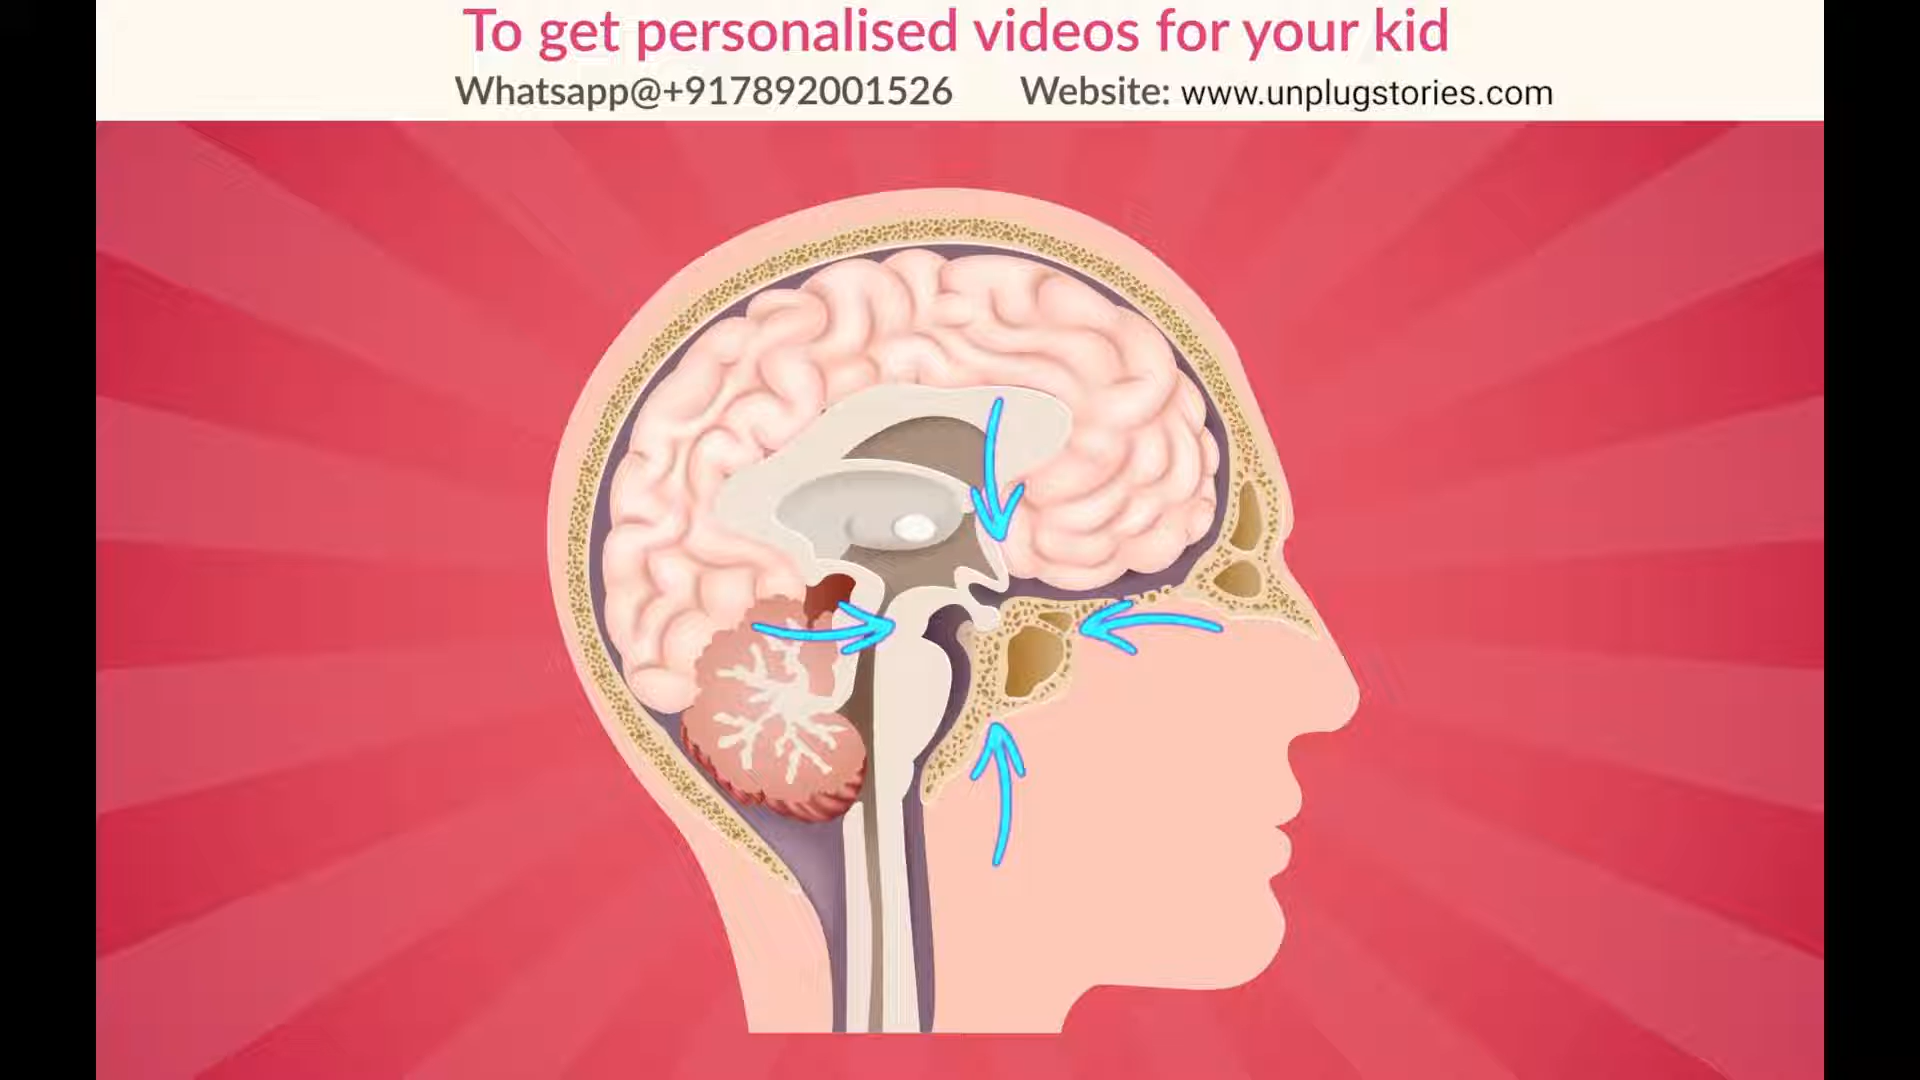 To get personalised videos for your kid
Whatsapp@+917892001526 Website: www.unplugstories.com